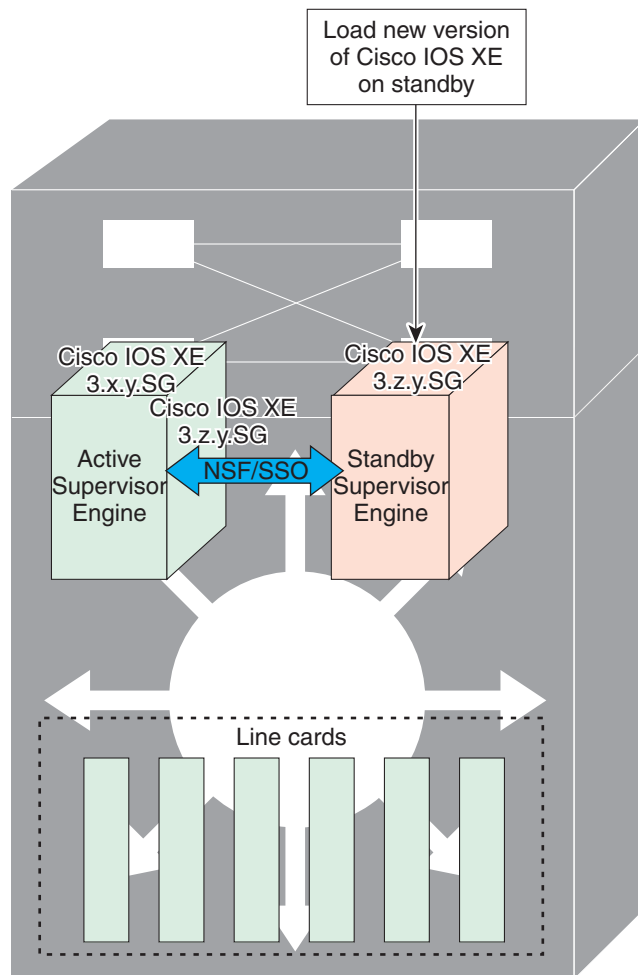 Load new version
of Cisco IOS XE
on standby
Cisco IOS XE
3.x.y.SG
Cisco IOS XE
3.z.y.SG
Cisco IOS XE
3.z.y.SG
Active
Supervisor
Engine
NSF/SSO
Standby
Supervisor
Engine
Line cards